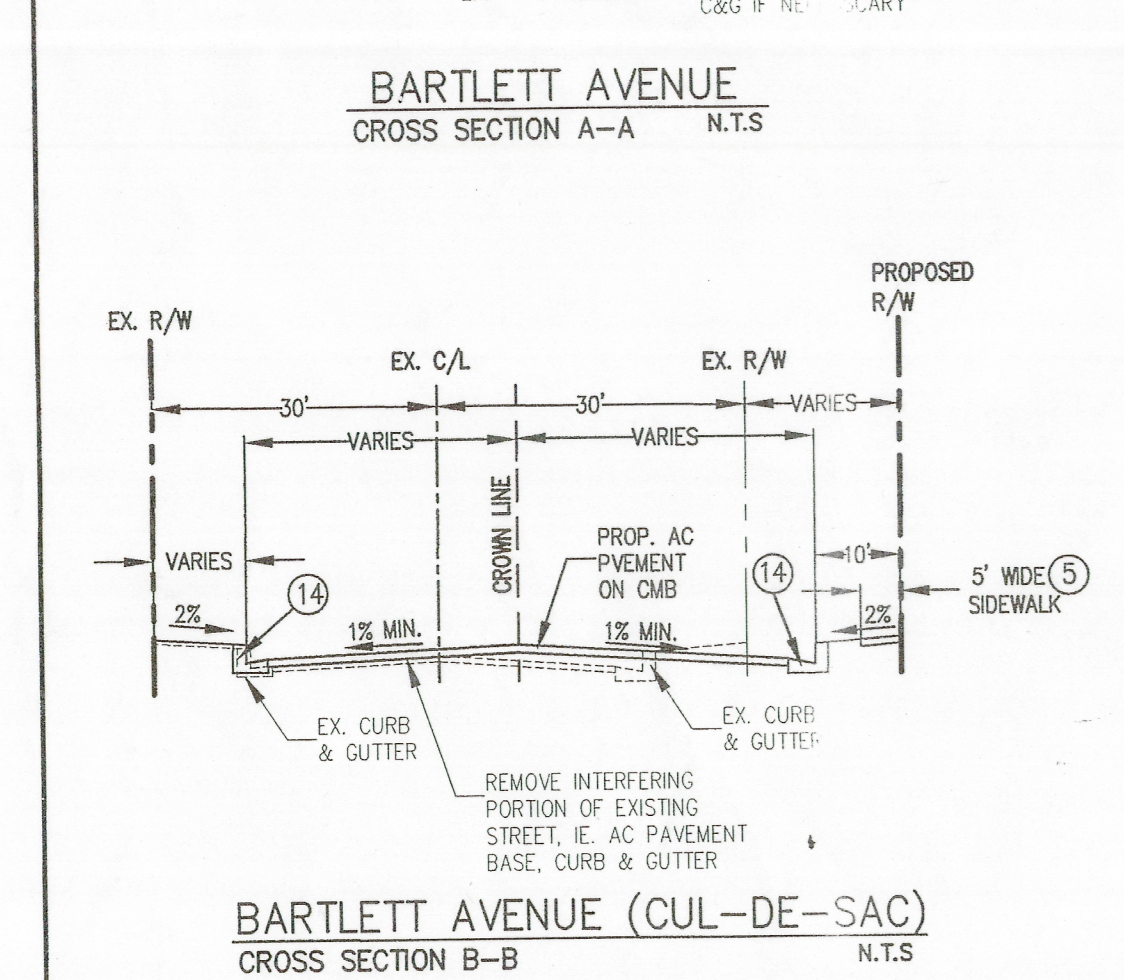 C&G IF
BARTLETT AVENUE
CROSS SECTION A-A N.T.S
PROPOSED
R/W
EX. R/W
EX. C/L
EX. R/W
30'
30'
VARIES
VARIES
VARIES
CROWN LINE
PROP. AC
PVEMENT
ON CMB
VARIES
14
14
10'
5' WIDE 5
SIDEWALK
2%
1% MIN.
1% MIN.
2%
EX. CURB
& GUTTER
EX. CURB
& GUTTER
REMOVE INTERFERING
PORTION OF EXISTING
STREET, IE. AC PAVEMENT
BASE, CURB & GUTTER
BARTLETT AVENUE (CUL-DE-SAC)
CROSS SECTION B-B N.T.S